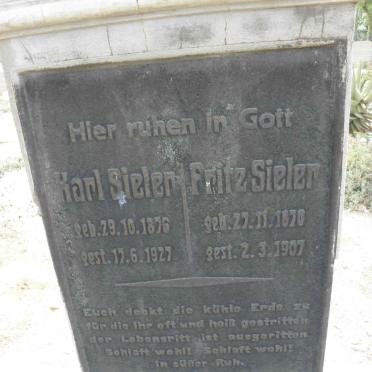 Hier ruhen in Gott
Karl Sieler Fritz Sieler
geb. 29.10.1876 geb. 27.11.1878
gest. 17.6.1927 gest. 2.3.1907
Euch deckt die kühle Erde zu
für die ihr oft und heiß gestritten
der Lebensritt ist ausgeritten
Schlaft wohl! Schlaft wohl!
in süßer Ruh.